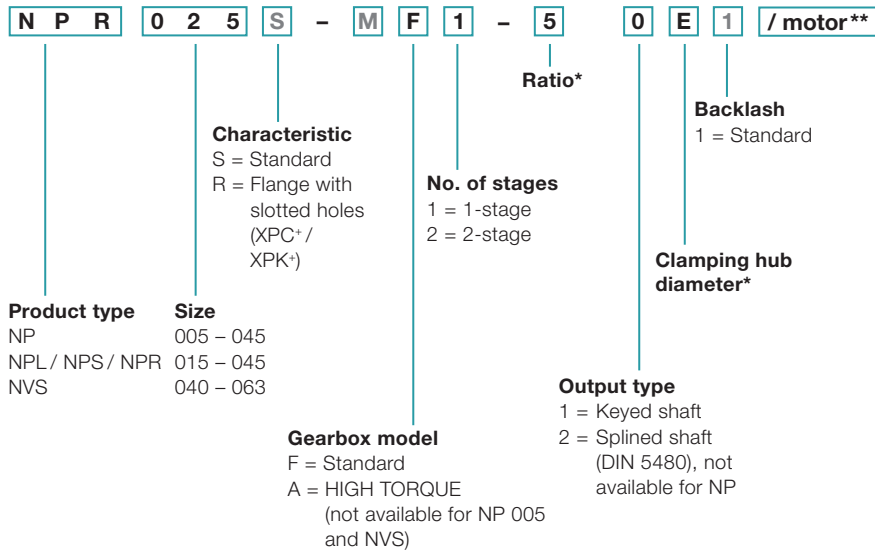 N P R 0 2 5 S – M F 1 – 5 0 E 1 / motor**
Ratio*
Backlash
1 = Standard
Characteristic
S = Standard
R = Flange with
slotted holes
(XPC+ /
XPK+)
No. of stages
1 = 1-stage
2 = 2-stage
Clamping hub
diameter*
Product type Size
NP 005 – 045
NPL / NPS / NPR 015 – 045
NVS 040 – 063
Output type
1 = Keyed shaft
2 = Splined shaft
(DIN 5480), not
available for NP
Gearbox model
F = Standard
A = HIGH TORQUE
(not available for NP 005
and NVS)